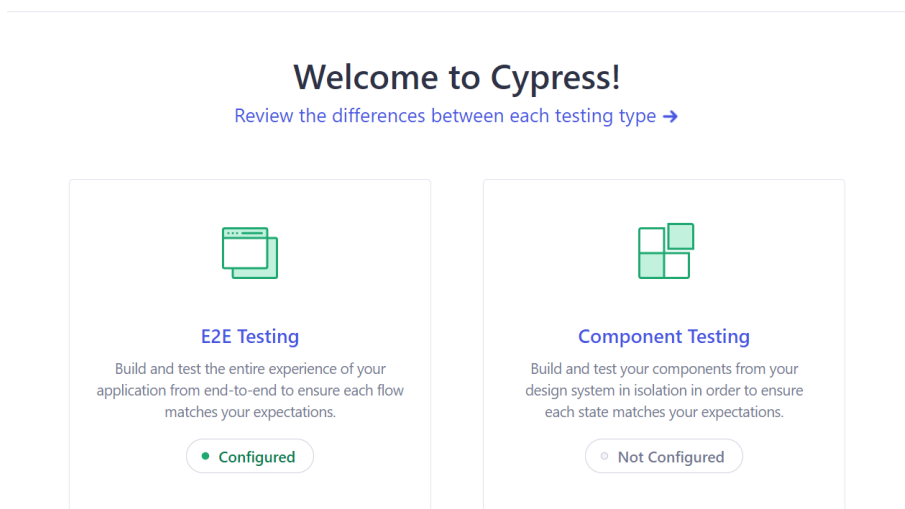 Welcome to Cypress!
Review the differences between each testing type →
E2E Testing
Build and test the entire experience of your
application from end-to-end to ensure each flow
matches your expectations.
Configured
Component Testing
Build and test your components from your
design system in isolation in order to ensure
each state matches your expectations.
Not Configured